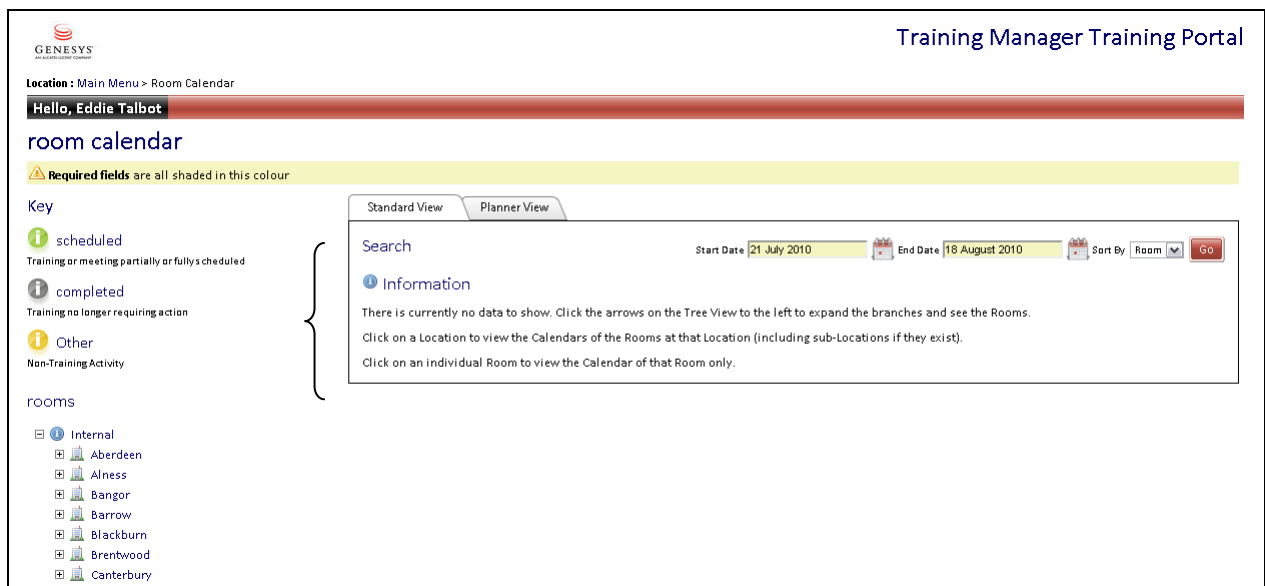 GENESYS
AN ALCATEL-LUCENT COMPANY
Training Manager Training Portal
Location : Main Menu > Room Calendar
Hello, Eddie Talbot
room calendar
Required fields are all shaded in this colour
Key
scheduled
Training or meeting partially or fully scheduled
completed
Training no longer requiring action
Other
Non-Training Activity
rooms
Internal
Aberdeen
Alness
Bangor
Barrow
Blackburn
Brentwood
Canterbury
Standard View Planner View
Search Start Date 21 July 2010 End Date 18 August 2010 Sort By Room Go
Information
There is currently no data to show. Click the arrows on the Tree View to the left to expand the branches and see the Rooms.
Click on a Location to view the Calendars of the Rooms at that Location (including sub-Locations if they exist).
Click on an individual Room to view the Calendar of that Room only.